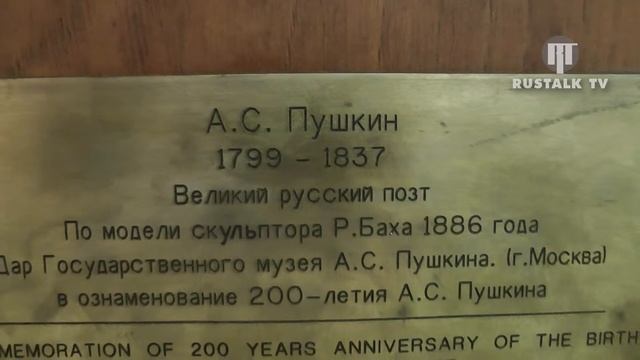 RUSTALK TV
А.С. Пушкин
1799 - 1837
Великий русский поэт
По модели скульптора Р.Баха 1886 года
Дар Государственного музея А.С. Пушкина. (г.Москва)
в ознаменование 200-летия А.С. Пушкина
OF 200 YEARS ANNIVERSARY OF THE BIRTH